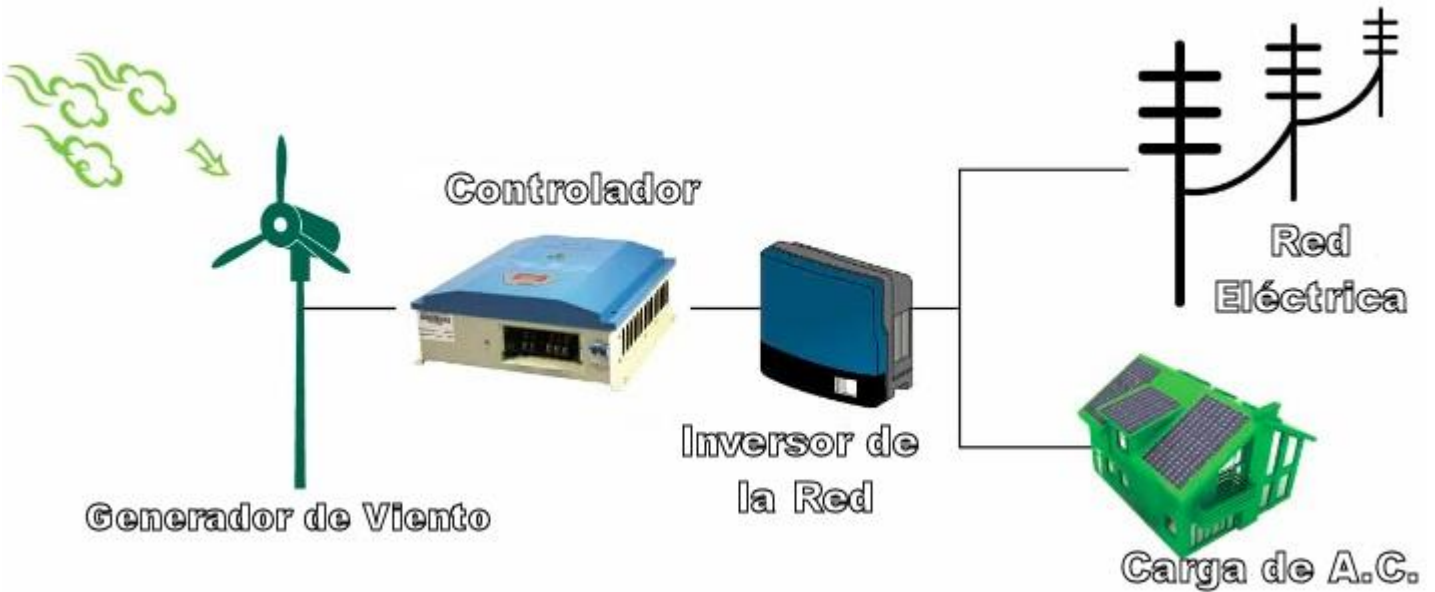 Controlador
Generador de Viento
Inversor de
la Red
Red
Eléctrica
Carga de A.C.